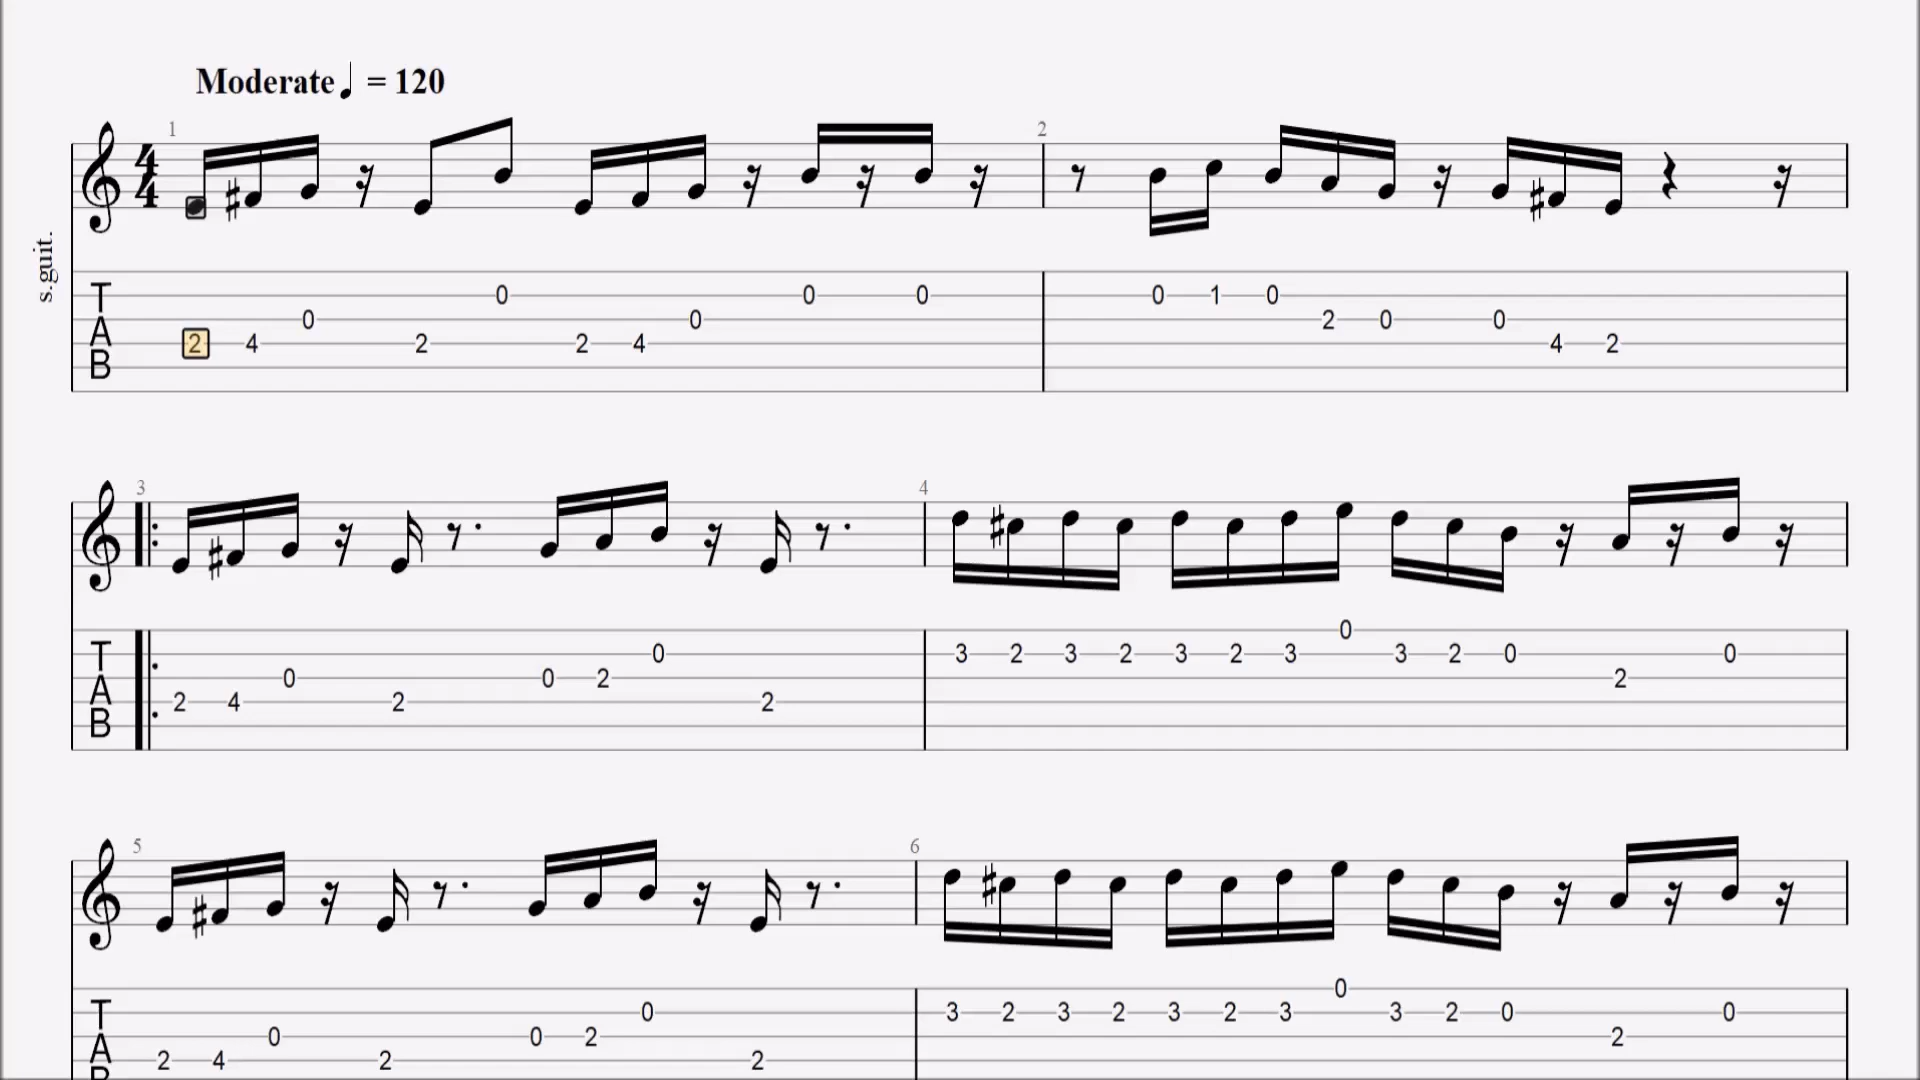 Moderate ♩ = 120
1 2
4
4
s.guit.
T
A
B
0 0 0 0 1 0
0 0 2 0 0
2 4 2 2 4 4 2
3 4
T
A
B
0
0 3 2 3 2 3 2 3 3 2 0 0
0 0 2 2
2 4 2 2
5 6
T
A
B
0
0 3 2 3 2 3 2 3 3 2 0 0
0 0 2 2
2 4 2 2